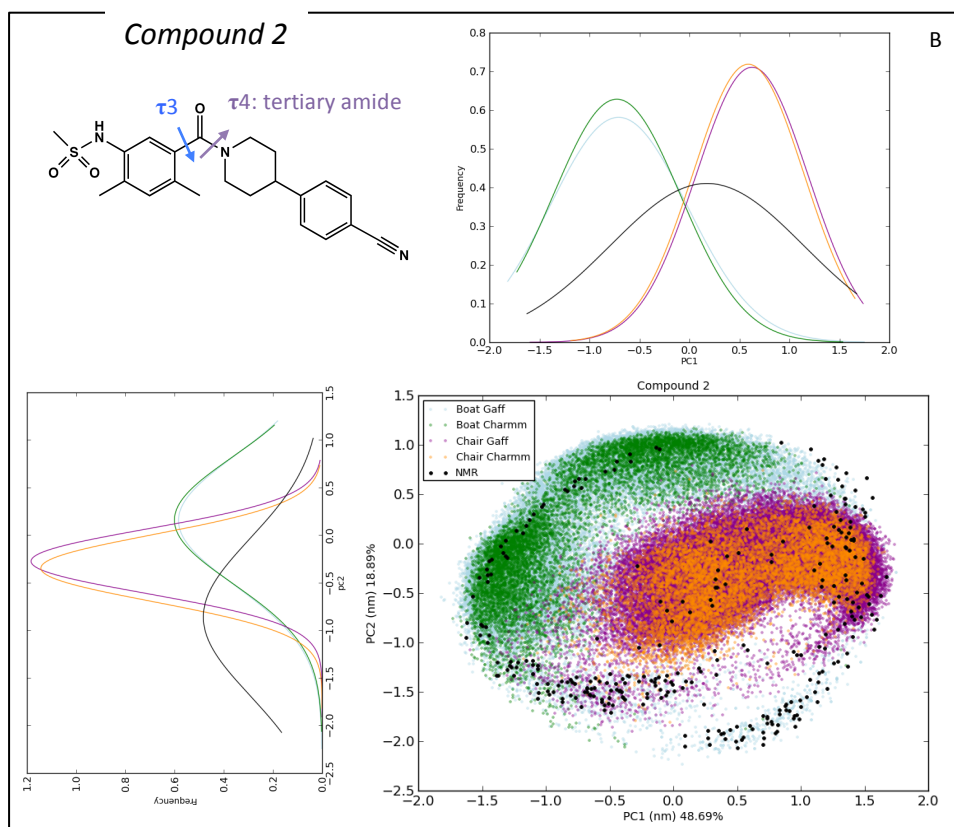 Compound 2
B
τ3
τ4: tertiary amide
O
H
N
S
O
O
N
N
0.8
0.7
0.6
0.5
0.4
0.3
0.2
0.1
0.0
Frequency
−2.0 −1.5 −1.0 −0.5 0.0 0.5 1.0 1.5 2.0
PC1
1.5
1.0
0.5
0.0
−0.5
−1.0
−1.5
−2.0
−2.5
pc2
1.2 1.0 0.8 0.6 0.4 0.2 0.0
Frequency
Compound 2
Boat Gaff
Boat Charmm
Chair Gaff
Chair Charmm
NMR
1.5
1.0
0.5
0.0
−0.5
−1.0
−1.5
−2.0
−2.5
PC2 (nm) 18.89%
−2.0 −1.5 −1.0 −0.5 0.0 0.5 1.0 1.5 2.0
PC1 (nm) 48.69%